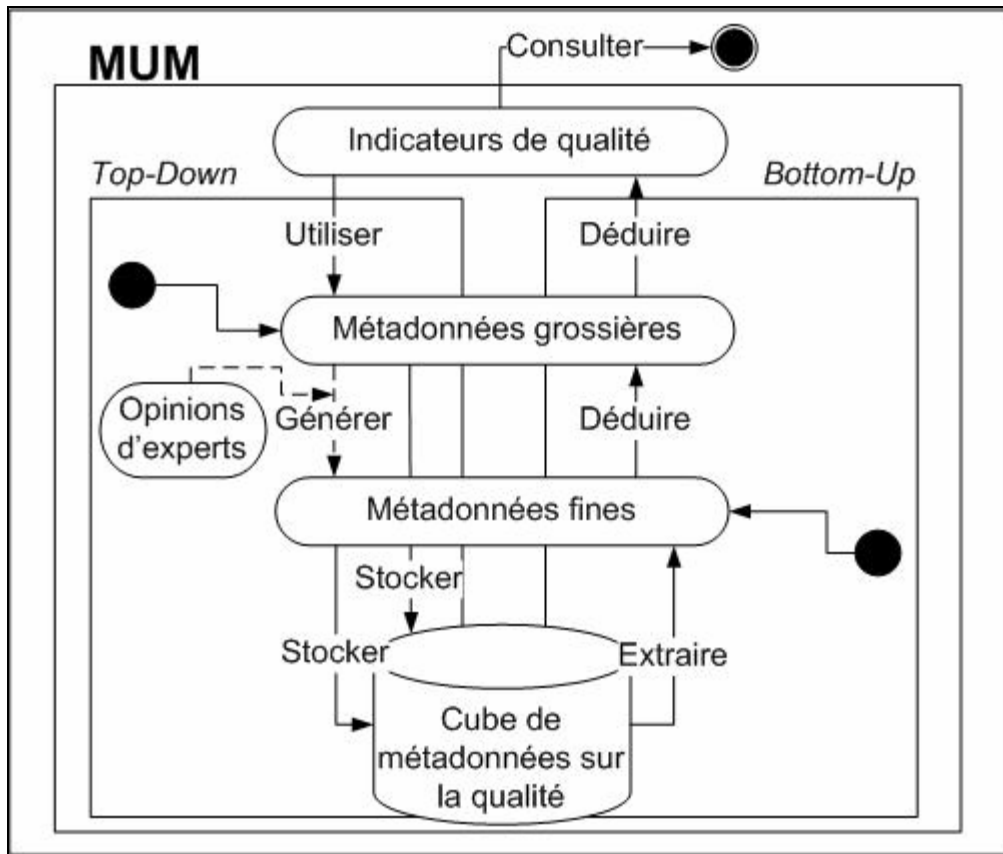 Consulter
MUM
Indicateurs de qualité
Top-Down
Bottom-Up
Utiliser
Déduire
Métadonnées grossières
Opinions
d'experts
Générer
Déduire
Métadonnées fines
Stocker
Stocker
Extraire
Cube de
métadonnées sur
la qualité